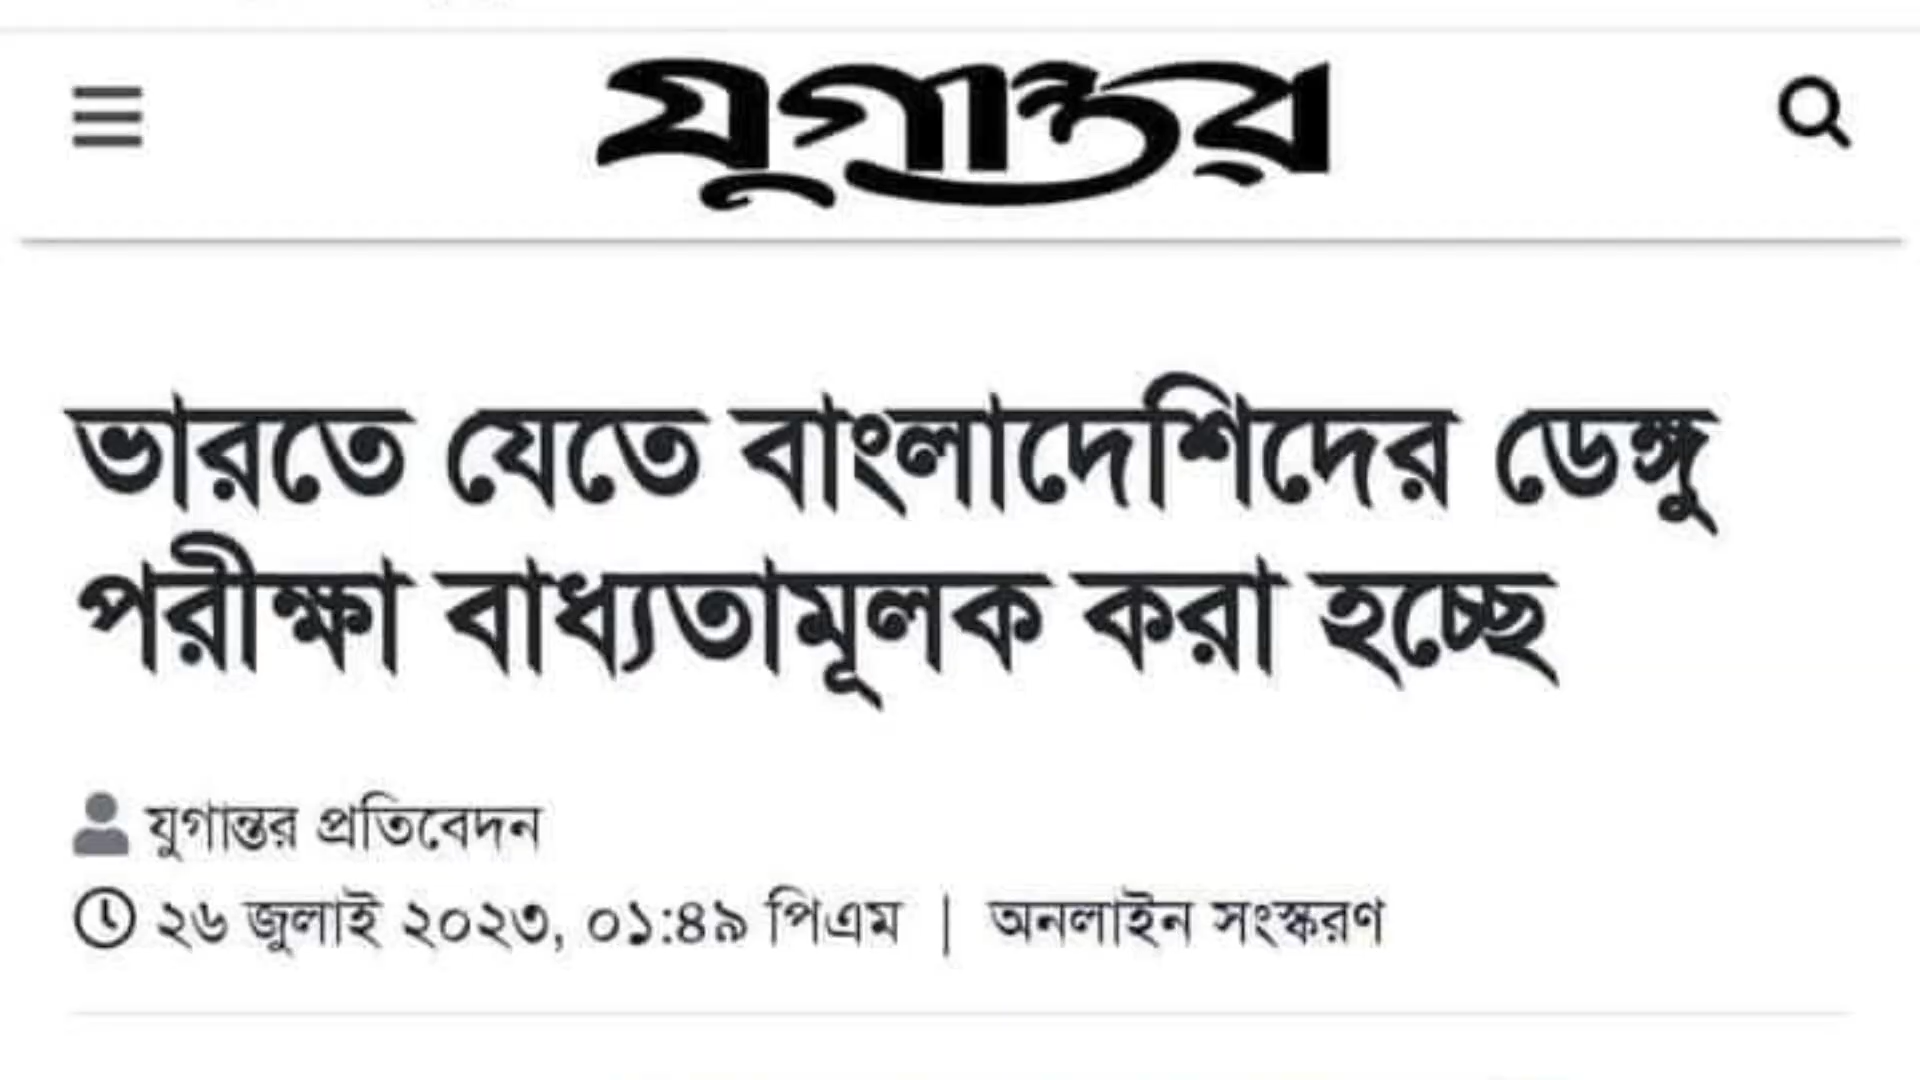 যুগান্তর
ভারতে যেতে বাংলাদেশিদের ডেঙ্গু
পরীক্ষা বাধ্যতামূলক করা হচ্ছে
যুগান্তর প্রতিবেদন
২৬ জুলাই ২০২৩, ০১:৪৯ পিএম | অনলাইন সংস্করণ